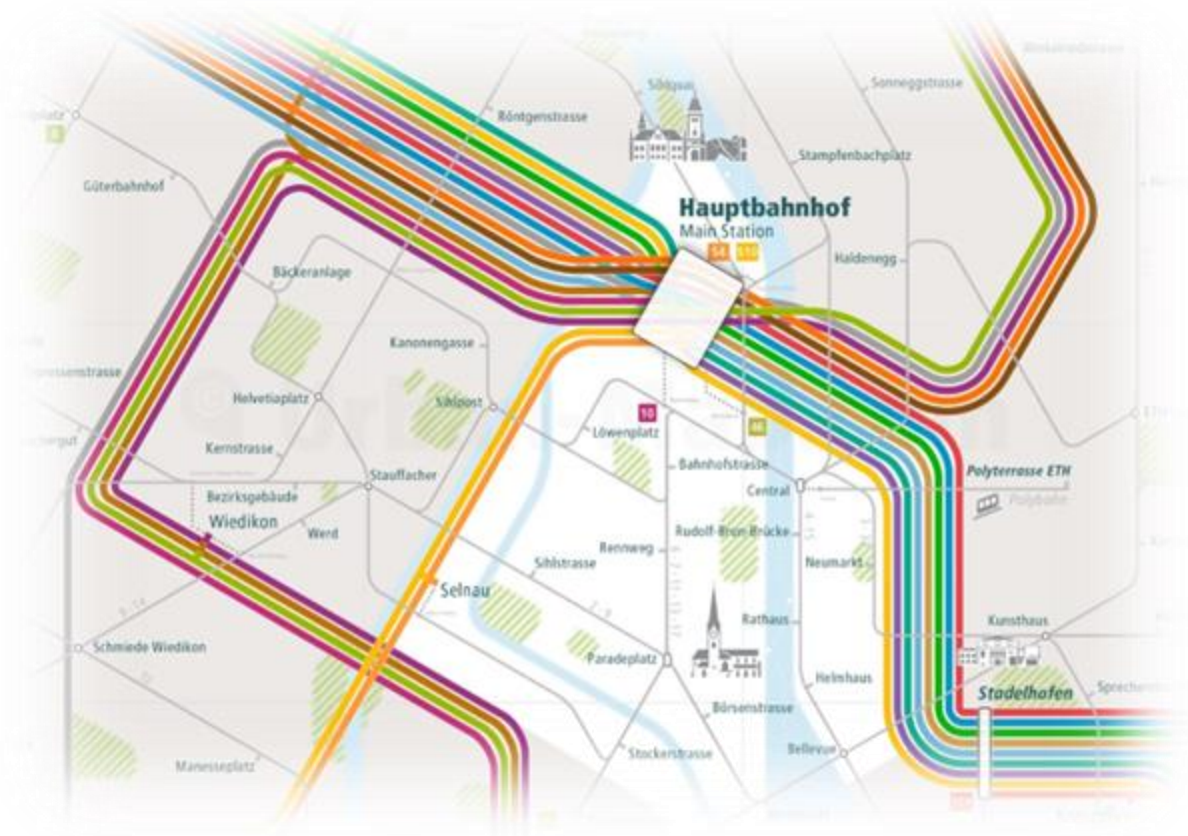 Sihlquai
Sonneggstrasse
Röntgenstrasse
Stampfenbachplatz
Güterbahnhof
Hauptbahnhof
Main Station
S4 S10
Haldenegg
Bäckeranlage
Kanonengasse
Helvetiaplatz
Sihlpost
10
46
Löwenplatz
Kernstrasse
Bahnhofstrasse
Stauffacher
Polyterrasse ETH
Central
Polybahn
Bezirksgebäude
Wiedikon
Werd
Rudolf-Brun-Brücke
Rennweg
Neumarkt
Sihlstrasse
Selnau
Rathaus
Kunsthaus
Schmiede Wiedikon
Paradeplatz
Helmhaus
Stadelhofen
Börsenstrasse
Stockerstrasse
Bellevue
Manesseplatz